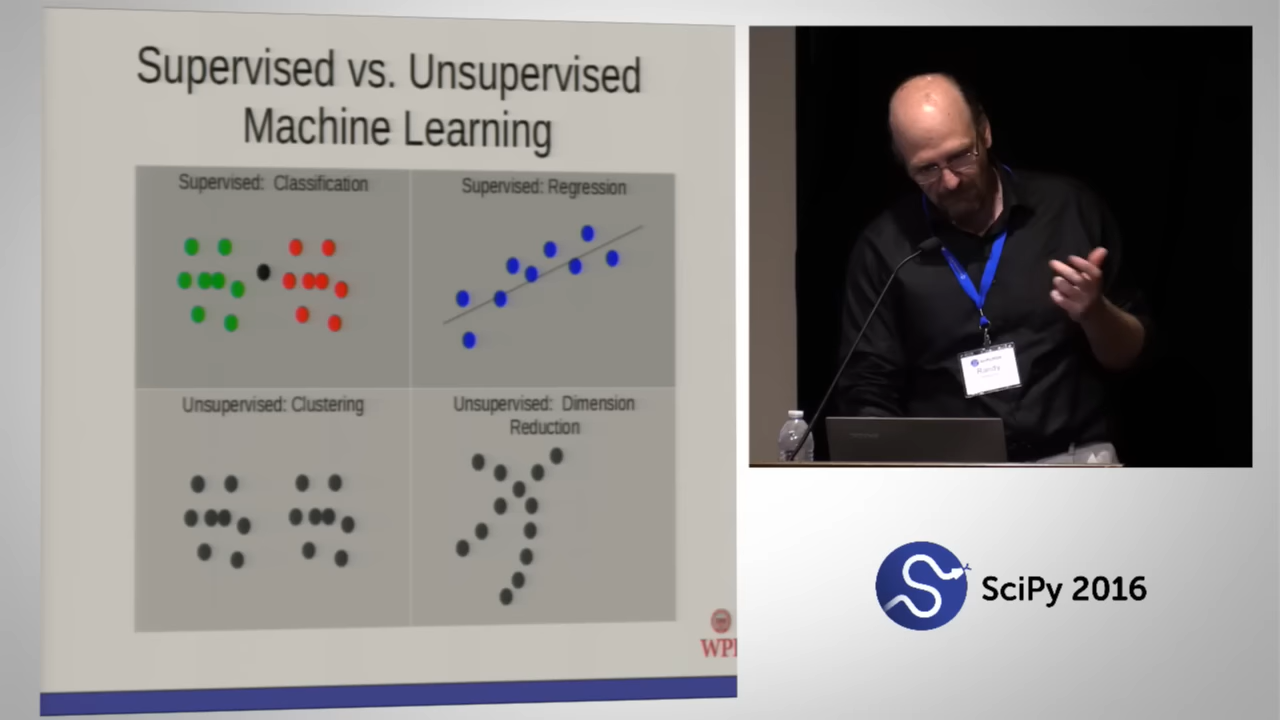 Supervised vs. Unsupervised
Machine Learning
Supervised: Classification
Supervised: Regression
Unsupervised: Clustering
Unsupervised: Dimension
Reduction
WPI
Randy
SciPy 2016